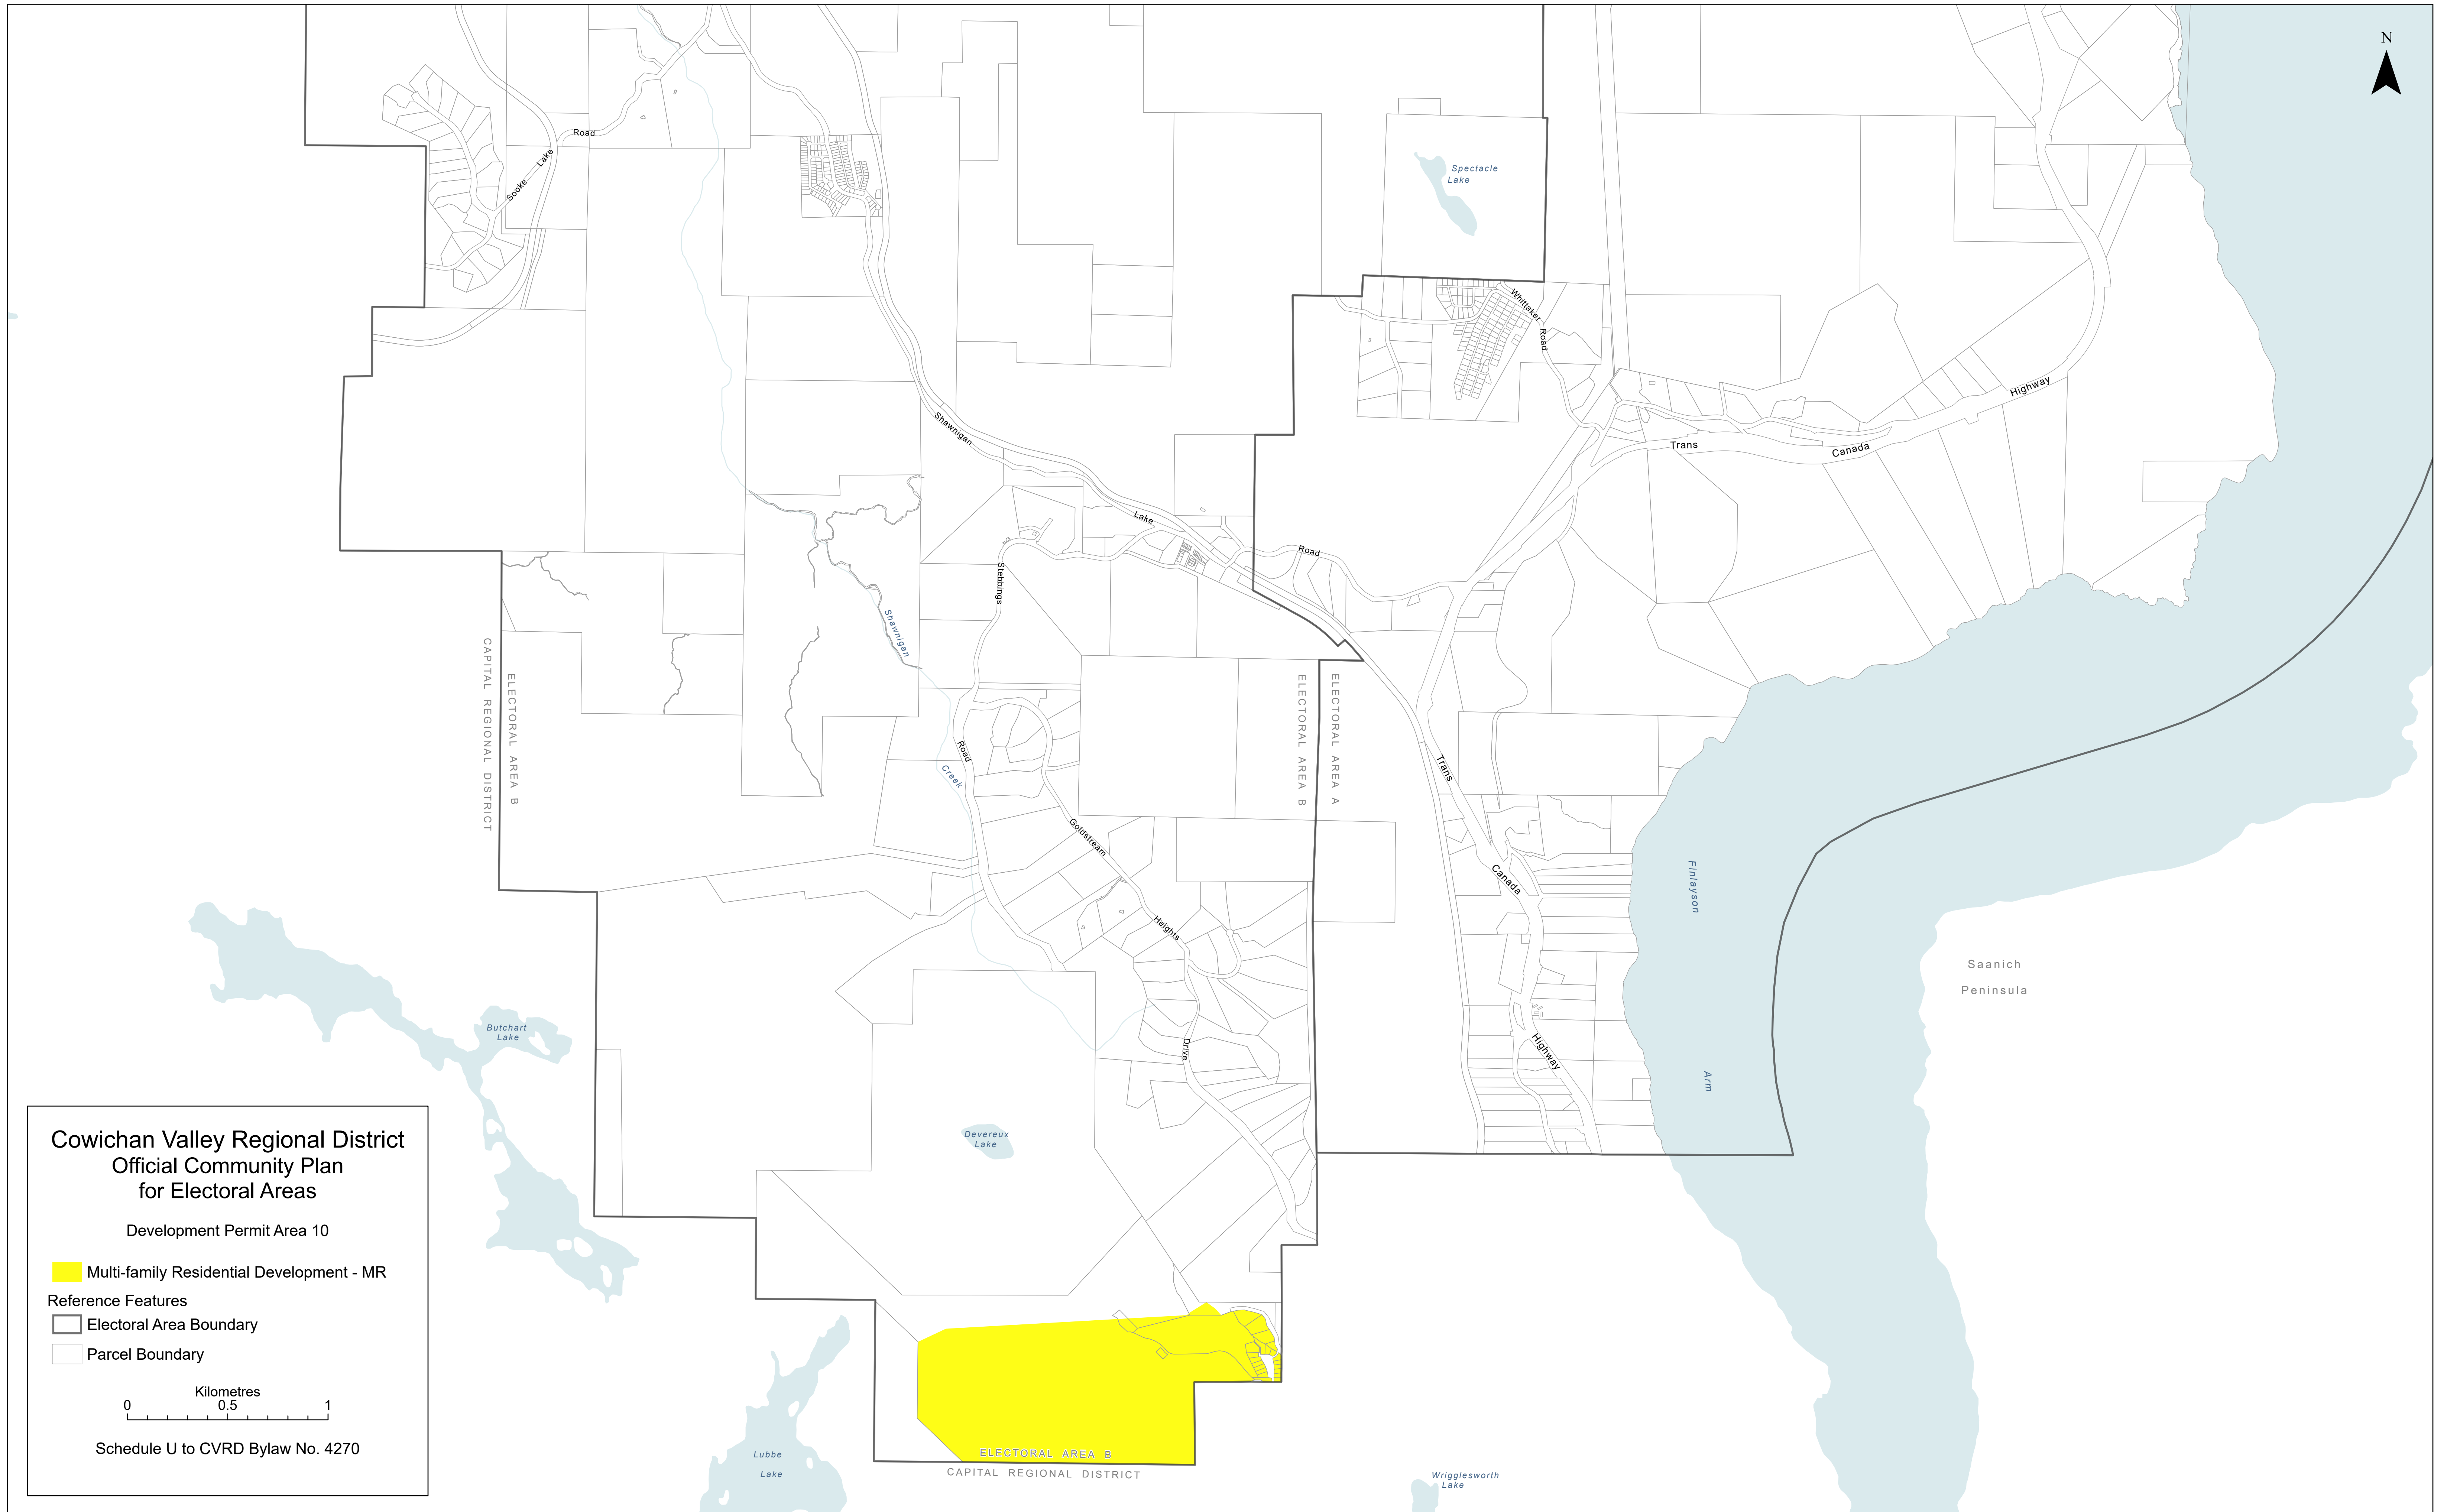 N
Road
Sooke Lake
Spectacle
Lake
Whittaker Road
Highway
Trans
Canada
Shawnigan
Lake
Road
Stebbings
Shawnigan
CAPITAL REGIONAL DISTRICT
ELECTORAL AREA B
ELECTORAL AREA B
ELECTORAL AREA A
Road
Creek
Trans
Goldstream
Canada
Finlayson
Heights
Saanich
Peninsula
Butchart
Lake
Drive
Highway
Arm
Devereux
Lake
Cowichan Valley Regional District
Official Community Plan
for Electoral Areas
Development Permit Area 10
Multi-family Residential Development - MR
Reference Features
Electoral Area Boundary
Parcel Boundary
Kilometres
0 0.5 1
Schedule U to CVRD Bylaw No. 4270
Lubbe
Lake
ELECTORAL AREA B
CAPITAL REGIONAL DISTRICT
Wrigglesworth
Lake